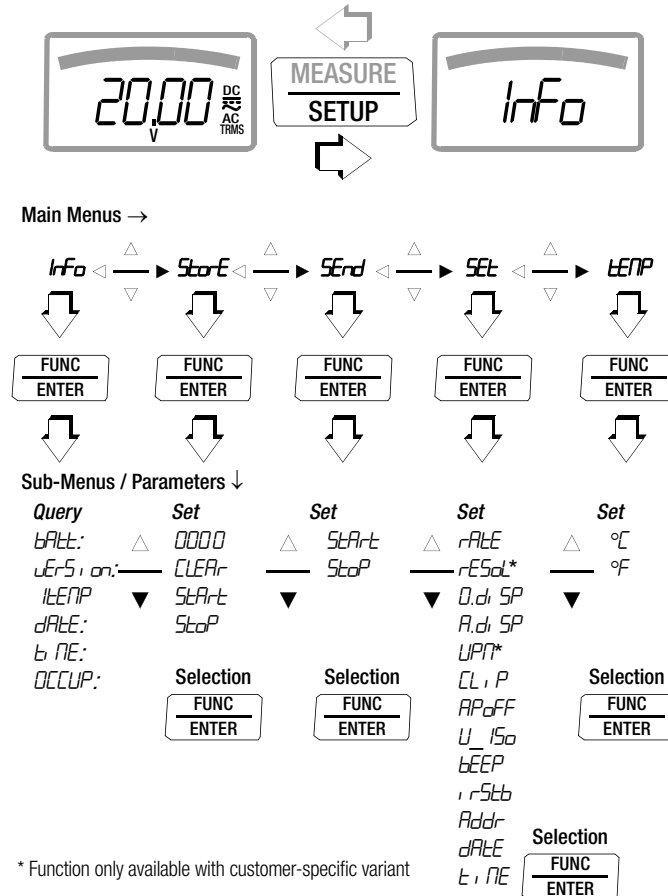 20.00 V DC AC TRMS
MEASURE
SETUP
InFo
Main Menus →
InFo StorE SEnd SEt tEMP
FUNC FUNC FUNC FUNC FUNC
ENTER ENTER ENTER ENTER ENTER
Sub-Menus / Parameters ↓
Query Set Set Set Set
bAtt: 0000 StArt rAtE °C
vErSion: CLEAr StoP rESoL* °F
ItEMP StArt 0.diSP
dAtE: StoP A.diSP
tiME: UPM*
OCCUP: Selection Selection CLiP Selection
FUNC FUNC APoFF FUNC
ENTER ENTER U_ISo ENTER
bEEP
irStb
Addr
dAtE Selection
* Function only available with customer-specific variant tiME FUNC
ENTER